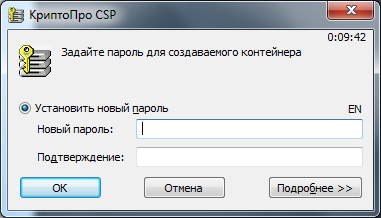 КриптоПро CSP
0:09:42
Задайте пароль для создаваемого контейнера
Установить новый пароль
EN
Новый пароль:
Подтверждение:
OK
Отмена
Подробнее >>